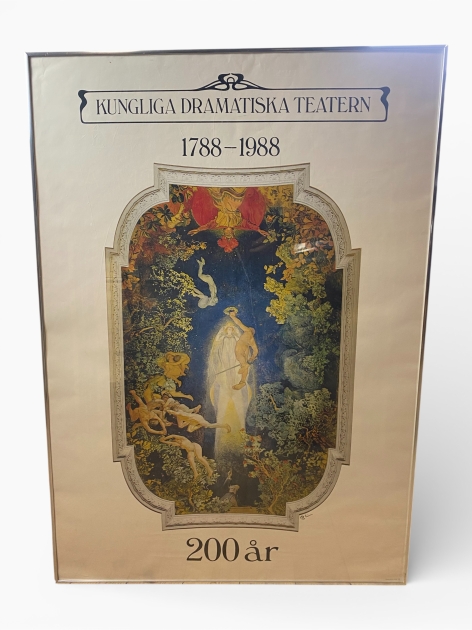 KUNGLIGA DRAMATISKA TEATERN
1788–1988
200 år